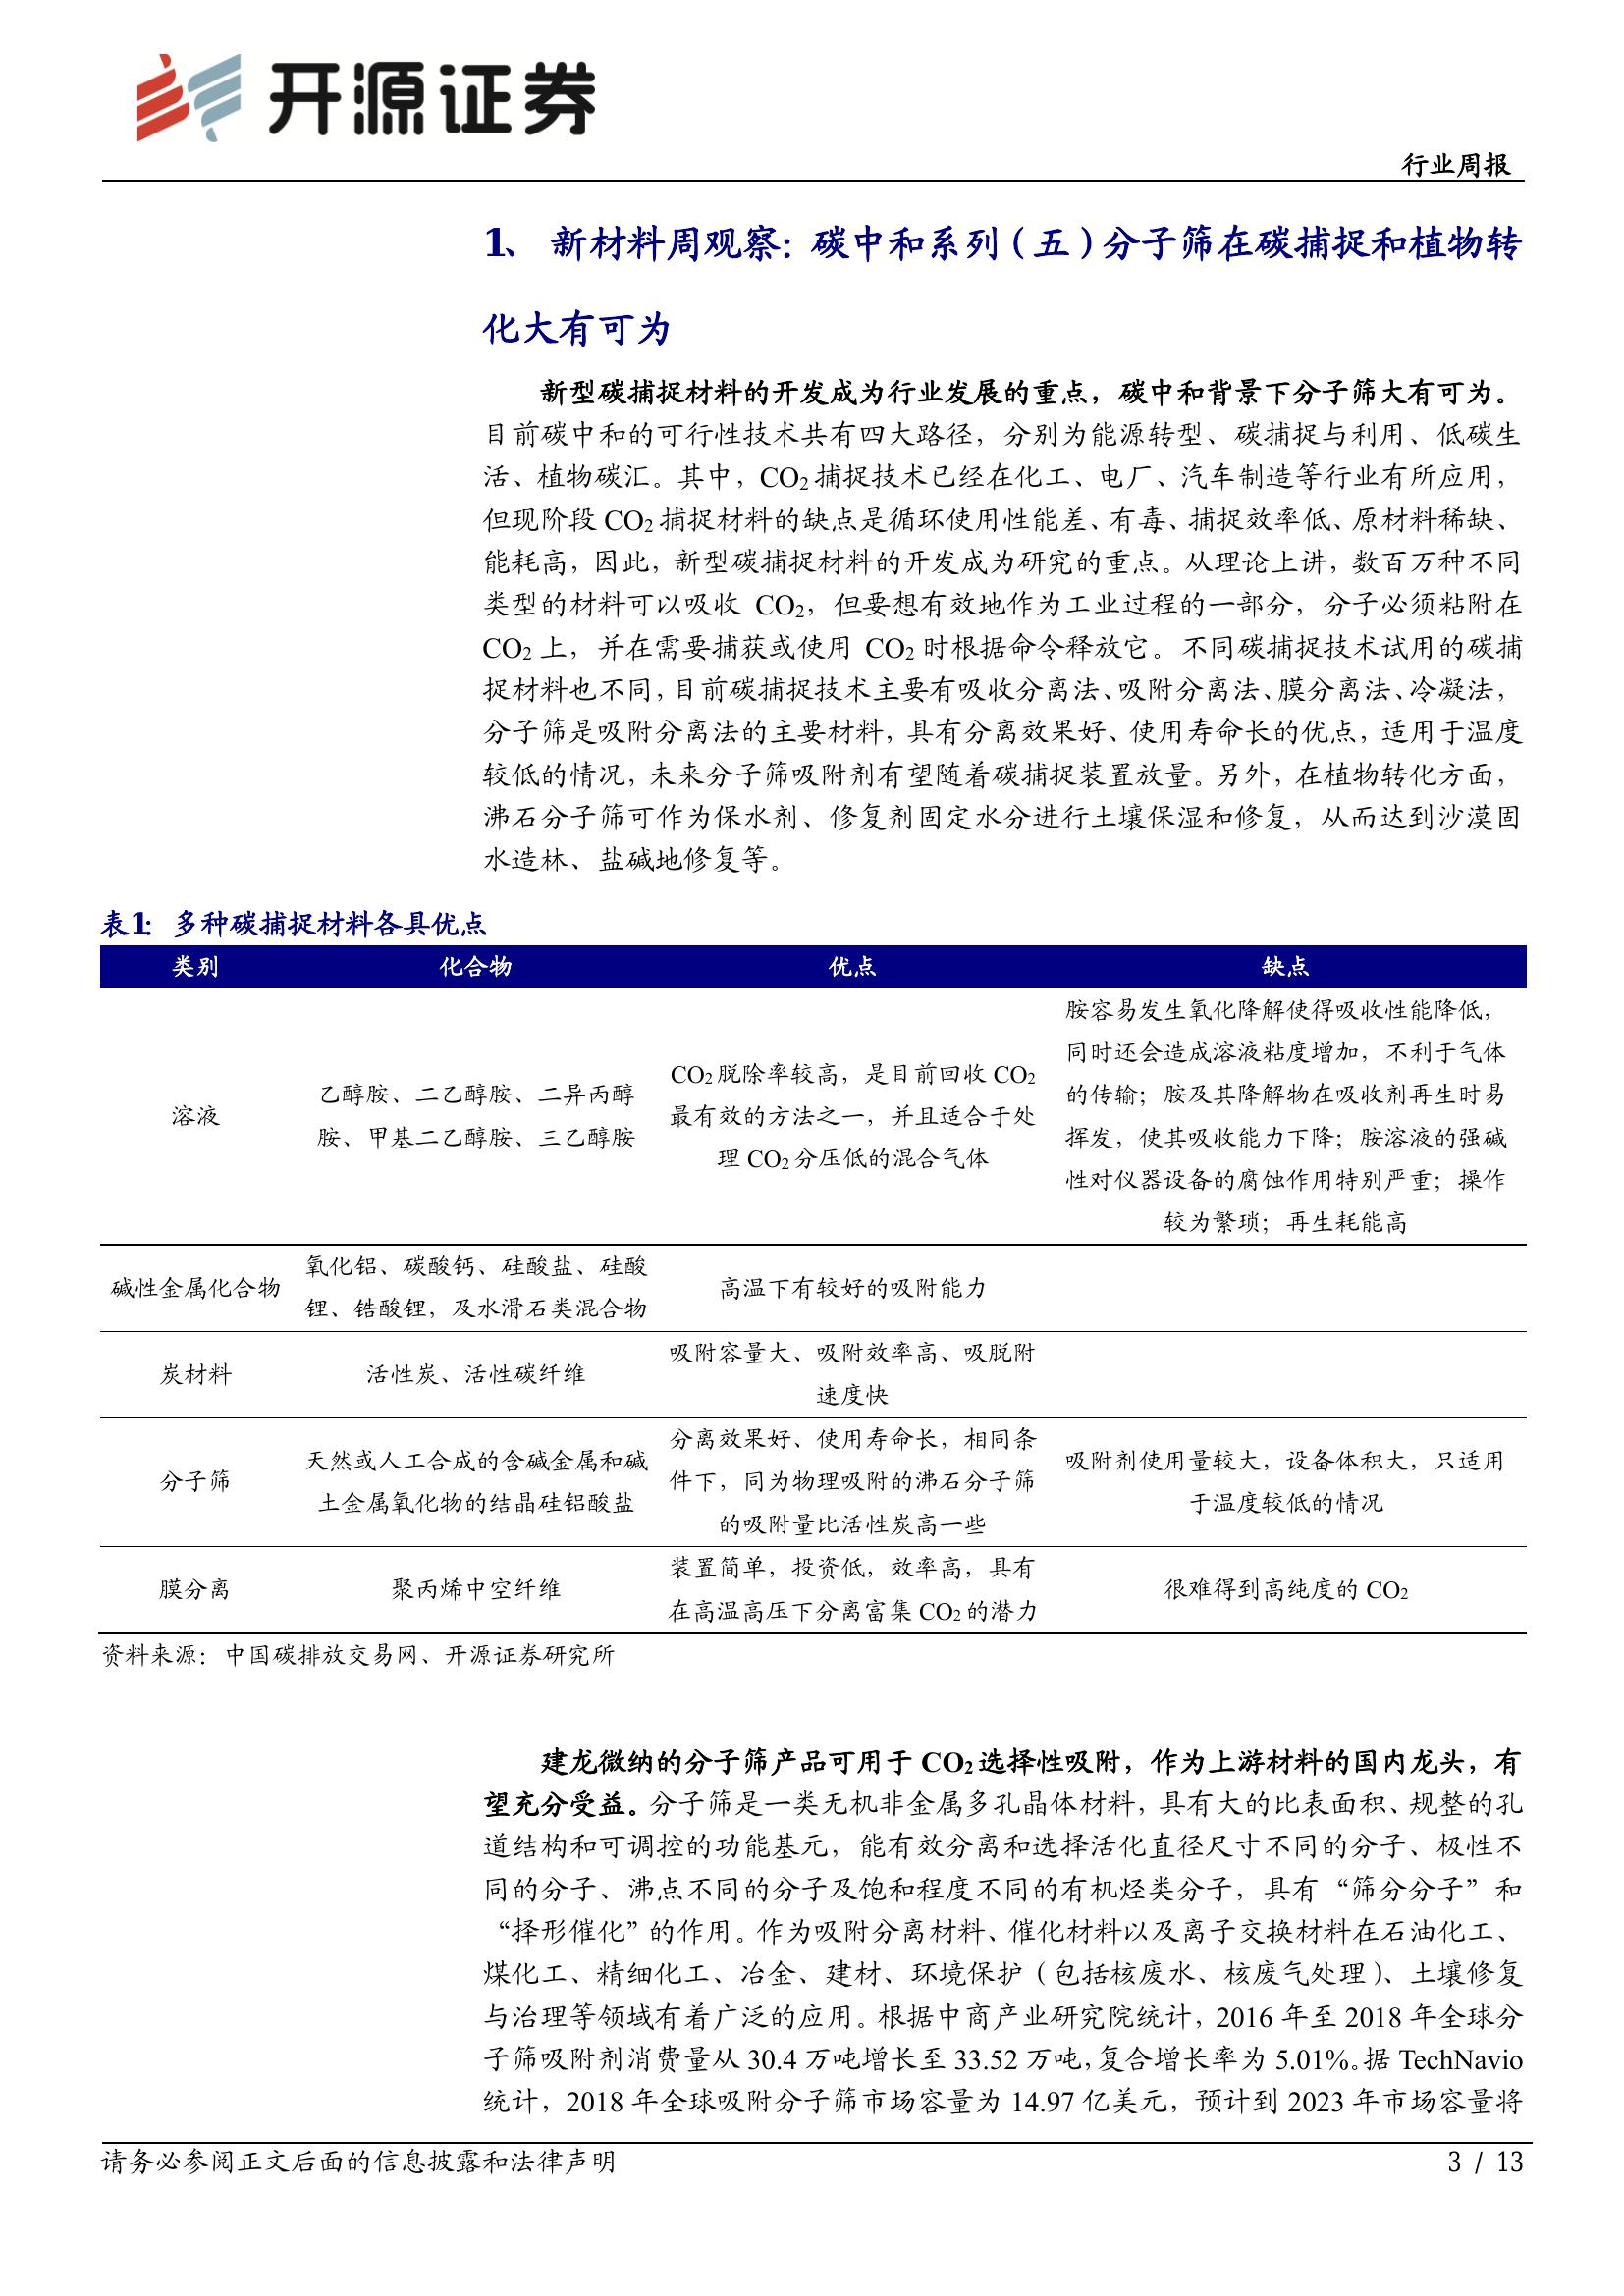 开源证券
行业周报
1、 新材料周观察：碳中和系列（五）分子筛在碳捕捉和植物转
化大有可为
新型碳捕捉材料的开发成为行业发展的重点，碳中和背景下分子筛大有可为。
目前碳中和的可行性技术共有四大路径，分别为能源转型、碳捕捉与利用、低碳生
活、植物碳汇。其中，CO2 捕捉技术已经在化工、电厂、汽车制造等行业有所应用，
但现阶段 CO2 捕捉材料的缺点是循环使用性能差、有毒、捕捉效率低、原材料稀缺、
能耗高，因此，新型碳捕捉材料的开发成为研究的重点。从理论上讲，数百万种不同
类型的材料可以吸收 CO2，但要想有效地作为工业过程的一部分，分子必须粘附在
CO2 上，并在需要捕获或使用 CO2 时根据命令释放它。不同碳捕捉技术试用的碳捕
捉材料也不同，目前碳捕捉技术主要有吸收分离法、吸附分离法、膜分离法、冷凝法，
分子筛是吸附分离法的主要材料，具有分离效果好、使用寿命长的优点，适用于温度
较低的情况，未来分子筛吸附剂有望随着碳捕捉装置放量。另外，在植物转化方面，
沸石分子筛可作为保水剂、修复剂固定水分进行土壤保湿和修复，从而达到沙漠固
水造林、盐碱地修复等。
表1： 多种碳捕捉材料各具优点
类别 化合物 优点 缺点
溶液
乙醇胺、二乙醇胺、二异丙醇
胺、甲基二乙醇胺、三乙醇胺
CO2 脱除率较高，是目前回收 CO2
最有效的方法之一，并且适合于处
理 CO2 分压低的混合气体
胺容易发生氧化降解使得吸收性能降低，
同时还会造成溶液粘度增加，不利于气体
的传输；胺及其降解物在吸收剂再生时易
挥发，使其吸收能力下降；胺溶液的强碱
性对仪器设备的腐蚀作用特别严重；操作
较为繁琐；再生耗能高
碱性金属化合物
氧化铝、碳酸钙、硅酸盐、硅酸
锂、锆酸锂，及水滑石类混合物
高温下有较好的吸附能力
炭材料
活性炭、活性碳纤维
吸附容量大、吸附效率高、吸脱附
速度快
分子筛
天然或人工合成的含碱金属和碱
土金属氧化物的结晶硅铝酸盐
分离效果好、使用寿命长，相同条
件下，同为物理吸附的沸石分子筛
的吸附量比活性炭高一些
吸附剂使用量较大，设备体积大，只适用
于温度较低的情况
膜分离
聚丙烯中空纤维
装置简单，投资低，效率高，具有
在高温高压下分离富集 CO2 的潜力
很难得到高纯度的 CO2
资料来源：中国碳排放交易网、开源证券研究所
建龙微纳的分子筛产品可用于 CO2 选择性吸附，作为上游材料的国内龙头，有
望充分受益。分子筛是一类无机非金属多孔晶体材料，具有大的比表面积、规整的孔
道结构和可调控的功能基元，能有效分离和选择活化直径尺寸不同的分子、极性不
同的分子、沸点不同的分子及饱和程度不同的有机烃类分子，具有“筛分分子”和
“择形催化”的作用。作为吸附分离材料、催化材料以及离子交换材料在石油化工、
煤化工、精细化工、冶金、建材、环境保护（包括核废水、核废气处理）、土壤修复
与治理等领域有着广泛的应用。根据中商产业研究院统计，2016 年至 2018 年全球分
子筛吸附剂消费量从 30.4 万吨增长至 33.52 万吨，复合增长率为 5.01%。据 TechNavio
统计，2018 年全球吸附分子筛市场容量为 14.97 亿美元，预计到 2023 年市场容量将
请务必参阅正文后面的信息披露和法律声明
3 / 13